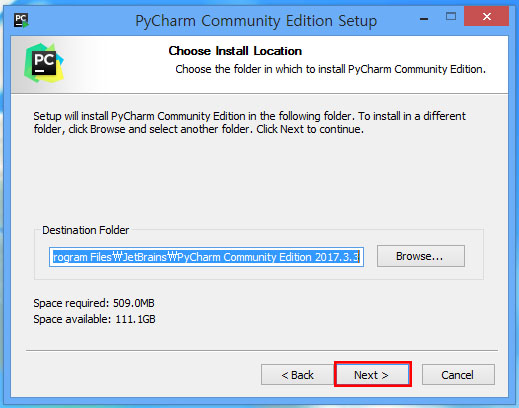 PC
PyCharm Community Edition Setup
PC
Choose Install Location
Choose the folder in which to install PyCharm Community Edition.
Setup will install PyCharm Community Edition in the following folder. To install in a different
folder, click Browse and select another folder. Click Next to continue.
Destination Folder
rogram Files₩JetBrains₩PyCharm Community Edition 2017.3.3
Browse...
Space required: 509.0MB
Space available: 111.1GB
< Back
Next >
Cancel